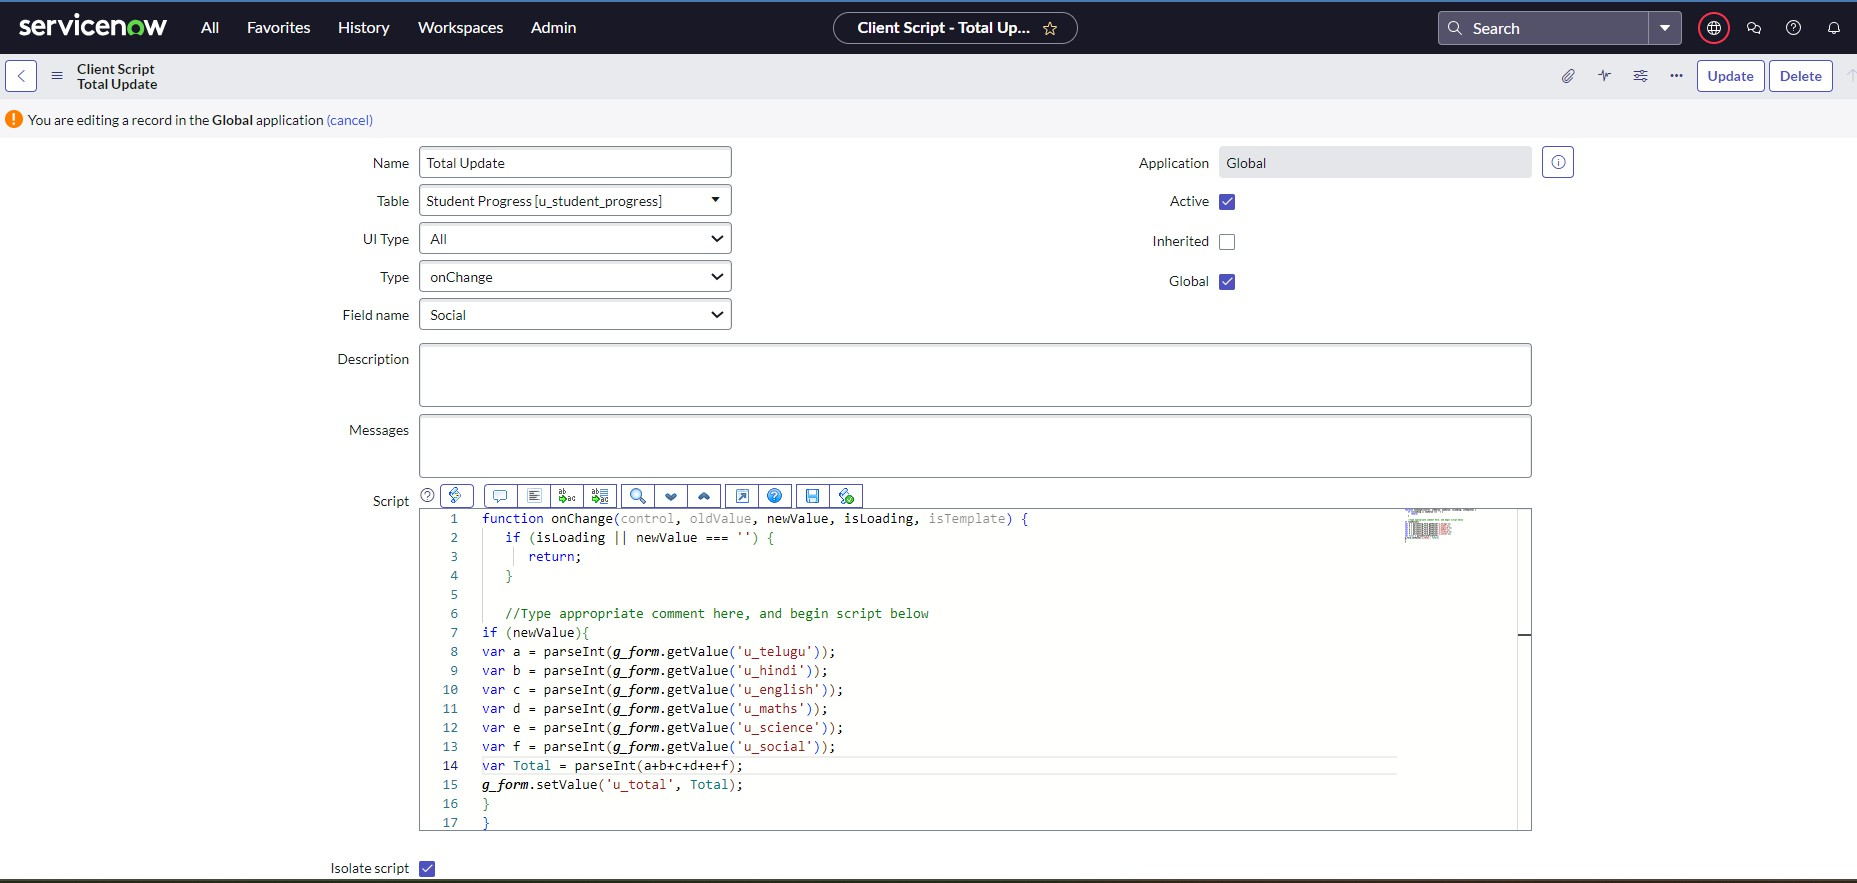 servicenow All Favorites History Workspaces Admin Client Script - Total Up... Search
Client Script
Total Update
Update Delete
You are editing a record in the Global application (cancel)
Name Total Update
Application Global
Table Student Progress [u_student_progress]
Active
UI Type All
Inherited
Type onChange
Global
Field name Social
Description
Messages
Script
1 function onChange(control, oldValue, newValue, isLoading, isTemplate) {
2 if (isLoading || newValue === '') {
3 return;
4 }
5
6 //Type appropriate comment here, and begin script below
7 if (newValue){
8 var a = parseInt(g_form.getValue('u_telugu'));
9 var b = parseInt(g_form.getValue('u_hindi'));
10 var c = parseInt(g_form.getValue('u_english'));
11 var d = parseInt(g_form.getValue('u_maths'));
12 var e = parseInt(g_form.getValue('u_science'));
13 var f = parseInt(g_form.getValue('u_social'));
14 var Total = parseInt(a+b+c+d+e+f);
15 g_form.setValue('u_total', Total);
16 }
17 }
Isolate script